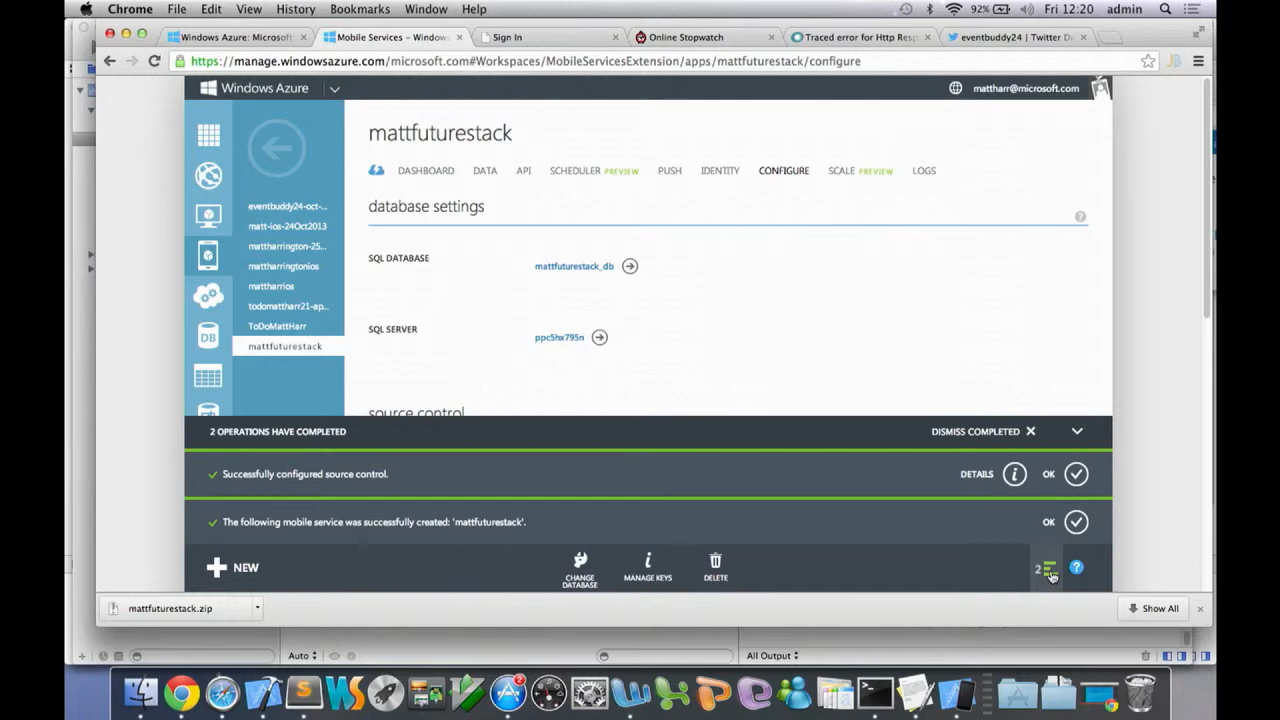 Chrome File Edit View History Bookmarks Window Help 92% Fri 12:20 admin
Windows Azure: Microsoft Mobile Services – Windows Sign In Online Stopwatch Traced error for Http Resp eventbuddy24 | Twitter De
https://manage.windowsazure.com/microsoft.com#Workspaces/MobileServicesExtension/apps/mattfuturestack/configure
Windows Azure mattharr@microsoft.com
mattfuturestack
DASHBOARD DATA API SCHEDULER PREVIEW PUSH IDENTITY CONFIGURE SCALE PREVIEW LOGS
eventbuddy24-oct-...
matt-ios-24Oct2013
mattharrington-25...
mattharringtonios
mattharrios
todomattharr21-ap...
ToDoMattHarr
mattfuturestack
DB
database settings
?
SQL DATABASE mattfuturestack_db
SQL SERVER ppc5hx795n
source control
2 OPERATIONS HAVE COMPLETED DISMISS COMPLETED
Successfully configured source control. DETAILS i OK
The following mobile service was successfully created: 'mattfuturestack'. OK
NEW
CHANGE DATABASE
MANAGE KEYS
DELETE
2 ?
mattfuturestack.zip Show All
Auto All Output
2